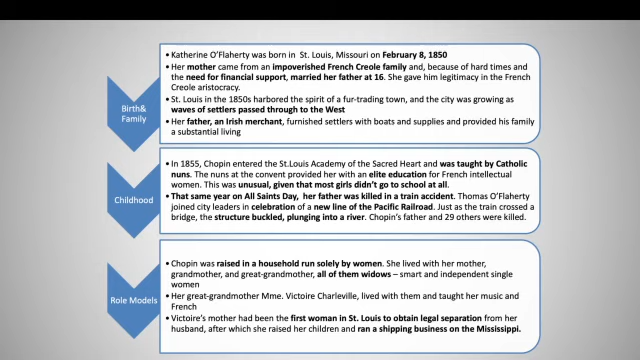 • Katherine O'Flaherty was born in St. Louis, Missouri on February 8, 1850
• Her mother came from an impoverished French Creole family and, because of hard times and
the need for financial support, married her father at 16. She gave him legitimacy in the French
Creole aristocracy.
• St. Louis in the 1850s harbored the spirit of a fur-trading town, and the city was growing as
waves of settlers passed through to the West
• Her father, an Irish merchant, furnished settlers with boats and supplies and provided his family
a substantial living
Birth&
Family
• In 1855, Chopin entered the St.Louis Academy of the Sacred Heart and was taught by Catholic
nuns. The nuns at the convent provided her with an elite education for French intellectual
women. This was unusual, given that most girls didn't go to school at all.
• That same year on All Saints Day, her father was killed in a train accident. Thomas O'Flaherty
joined city leaders in celebration of a new line of the Pacific Railroad. Just as the train crossed a
bridge, the structure buckled, plunging into a river. Chopin's father and 29 others were killed.
Childhood
• Chopin was raised in a household run solely by women. She lived with her mother,
grandmother, and great-grandmother, all of them widows – smart and independent single
women
• Her great-grandmother Mme. Victoire Charleville, lived with them and taught her music and
French
• Victoire's mother had been the first woman in St. Louis to obtain legal separation from her
husband, after which she raised her children and ran a shipping business on the Mississippi.
Role Models